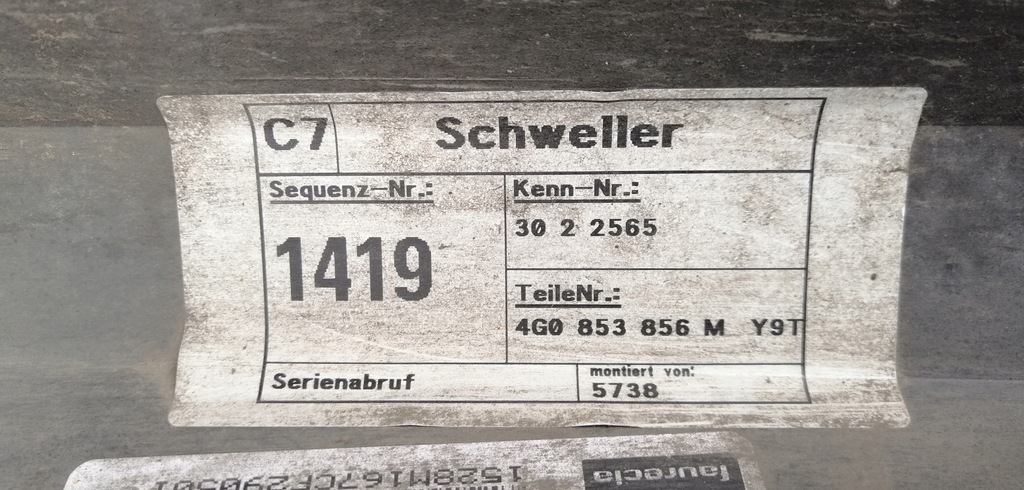 C7 Schweller
Sequenz-Nr.:
1419
Kenn-Nr.:
30 2 2565
TeileNr.:
4G0 853 856 M Y9T
Serienabruf
montiert von:
5738
faurecia